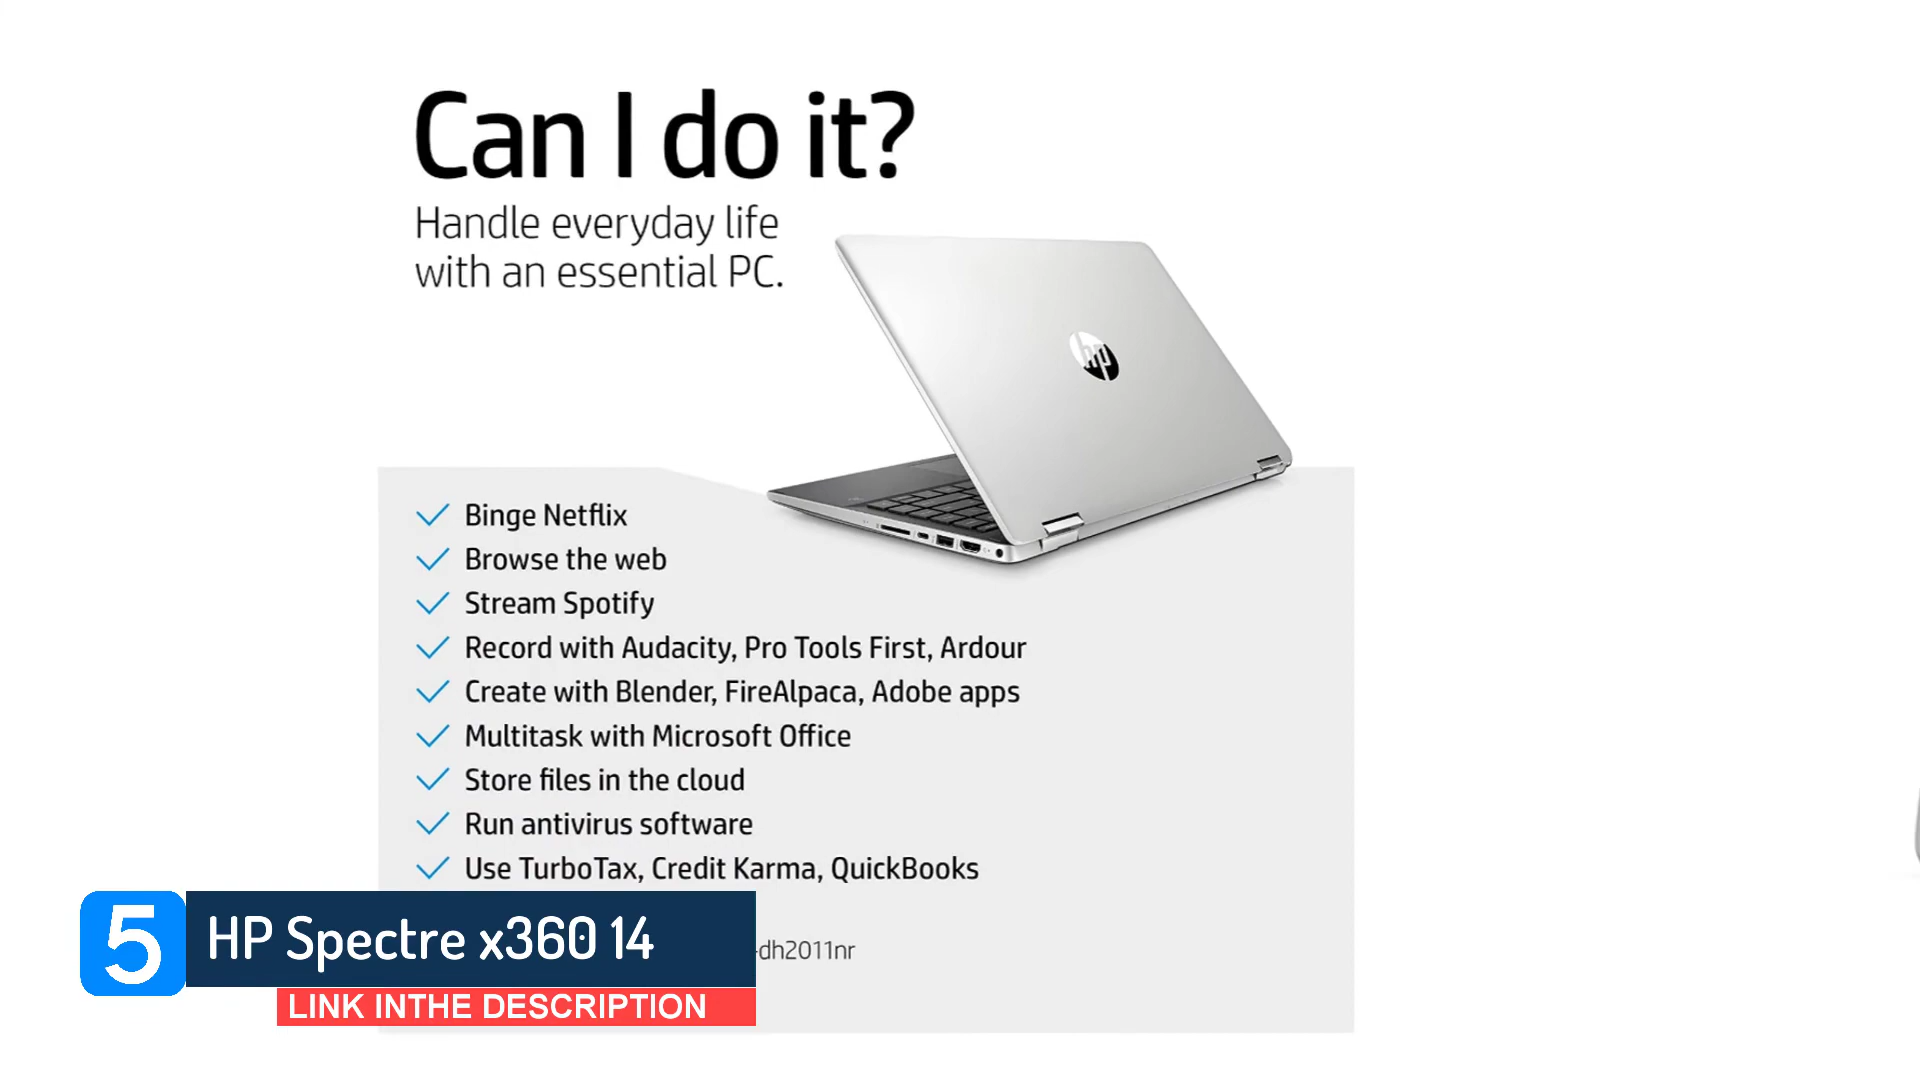 Can I do it?
Handle everyday life
with an essential PC.
hp
Binge Netflix
Browse the web
Stream Spotify
Record with Audacity, Pro Tools First, Ardour
Create with Blender, FireAlpaca, Adobe apps
Multitask with Microsoft Office
Store files in the cloud
Run antivirus software
Use TurboTax, Credit Karma, QuickBooks
5 HP Spectre x360 14
-dh2011nr
LINK INTHE DESCRIPTION